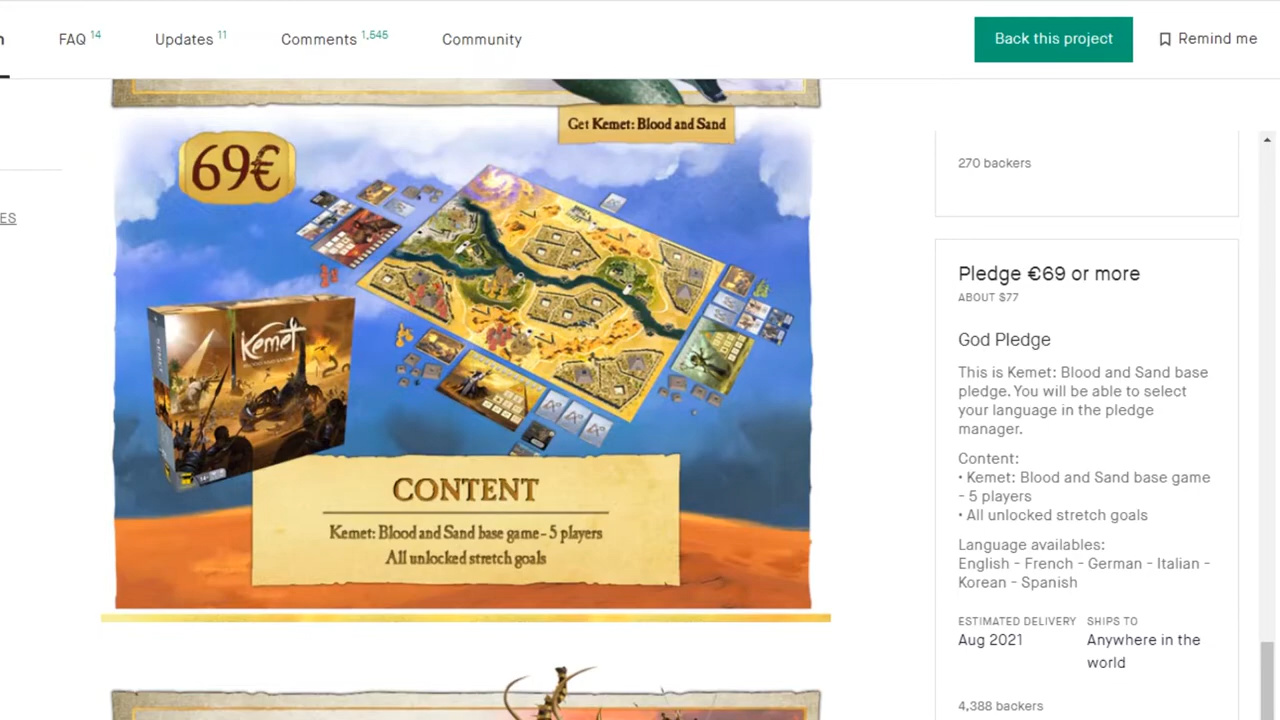 FAQ 14
Updates 11
Comments 1,545
Community
Back this project
Remind me
ES
Get Kemet: Blood and Sand
69€
Kemet
CONTENT
Kemet: Blood and Sand base game - 5 players
All unlocked stretch goals
270 backers
Pledge €69 or more
ABOUT $77
God Pledge
This is Kemet: Blood and Sand base
pledge. You will be able to select
your language in the pledge
manager.
Content:
• Kemet: Blood and Sand base game
- 5 players
• All unlocked stretch goals
Language availables:
English - French - German - Italian -
Korean - Spanish
ESTIMATED DELIVERY
Aug 2021
SHIPS TO
Anywhere in the
world
4,388 backers